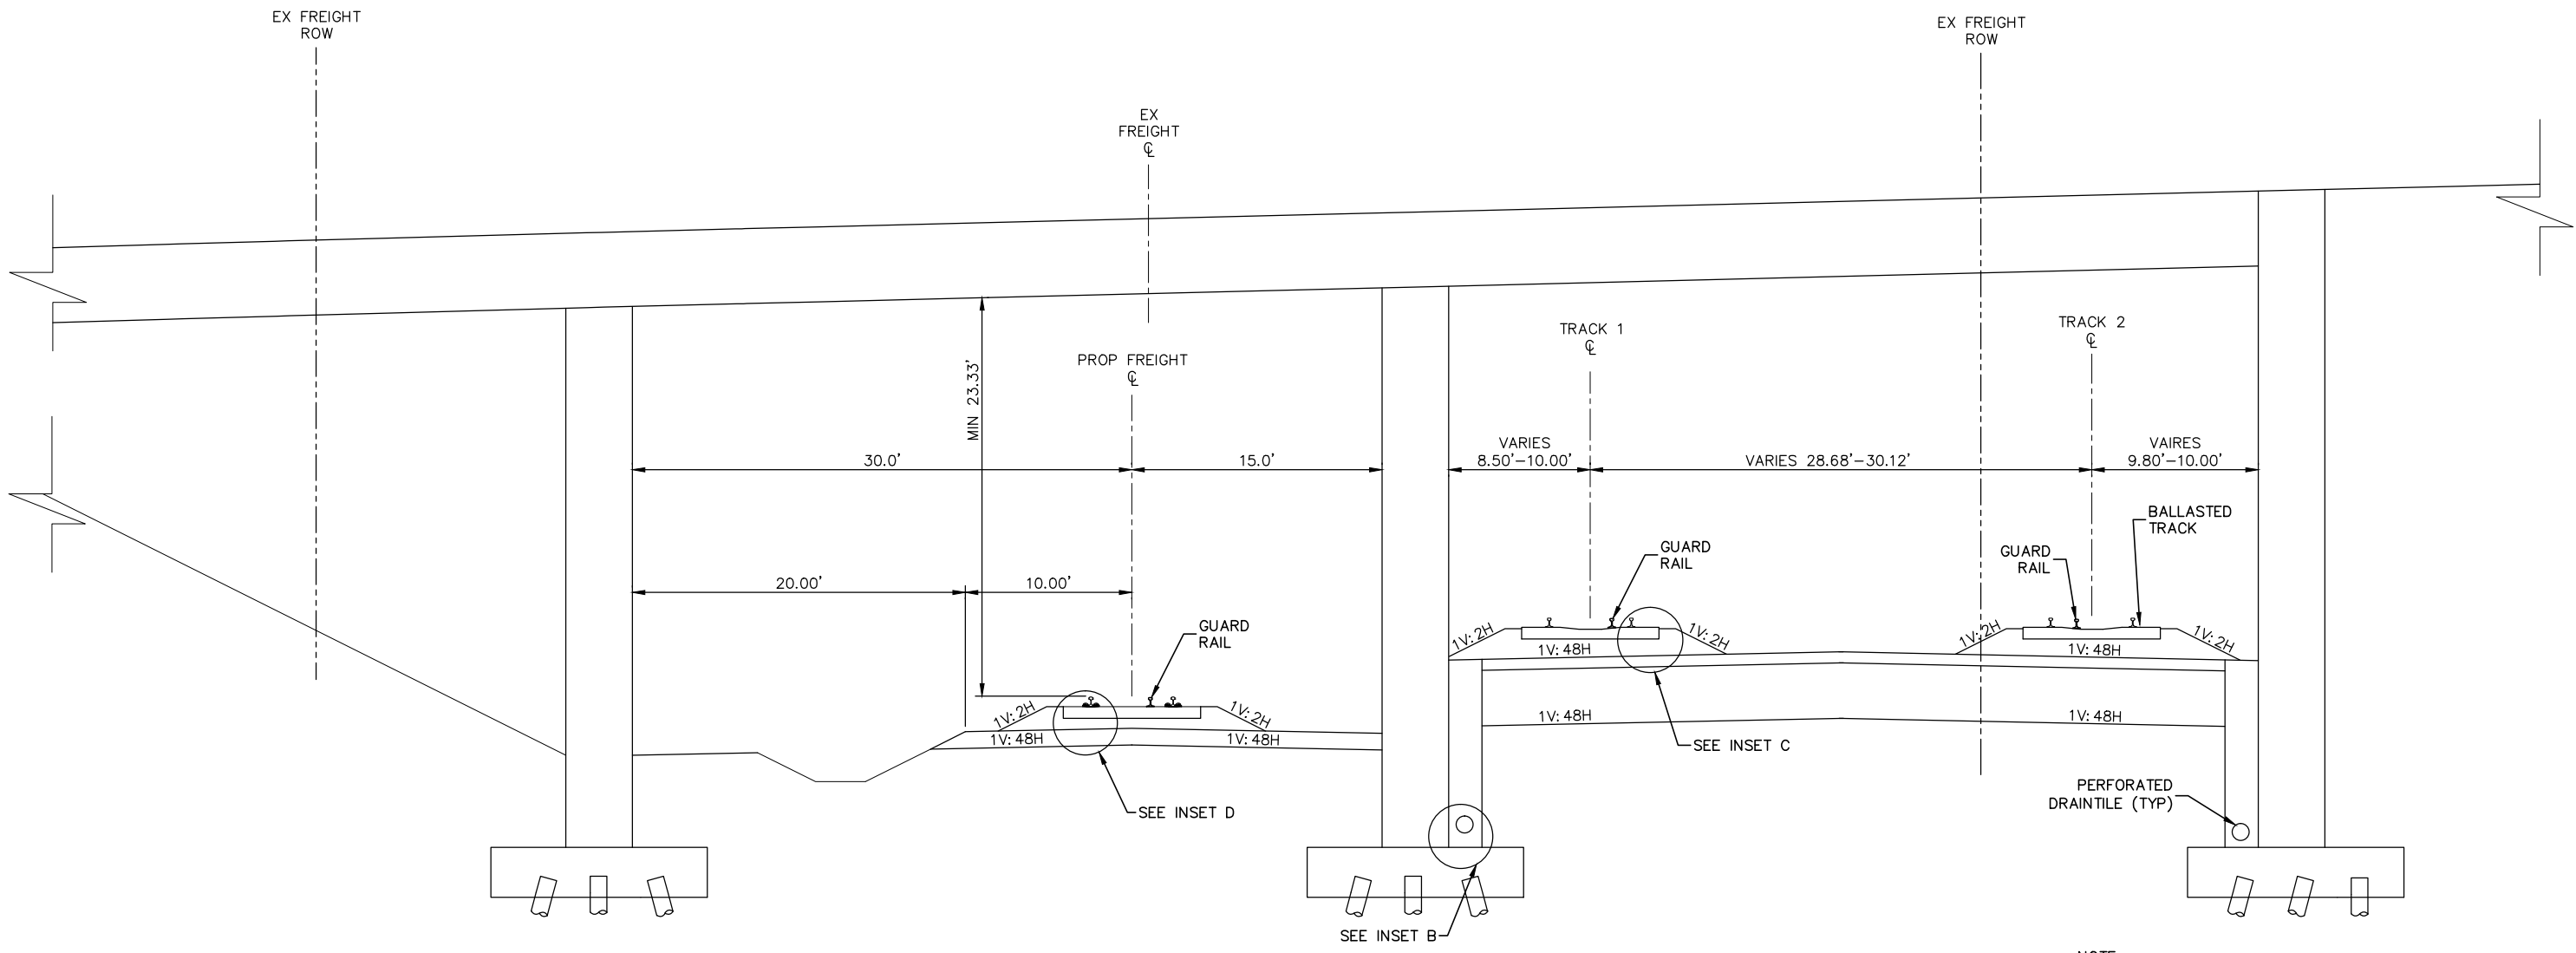 EX FREIGHT
ROW
EX FREIGHT
ROW
EX
FREIGHT
℄
TRACK 1
℄
TRACK 2
℄
PROP FREIGHT
℄
MIN 23.33'
30.0'
15.0'
VARIES
8.50'-10.00'
VARIES 28.68'-30.12'
VAIRES
9.80'-10.00'
BALLASTED
TRACK
GUARD
RAIL
GUARD
RAIL
20.00'
10.00'
GUARD
RAIL
1V:2H
1V:2H
1V:2H
1V:2H
1V:48H
1V:48H
1V:2H
1V:2H
1V:48H
1V:48H
1V:48H
1V:48H
SEE INSET C
SEE INSET D
PERFORATED
DRAINTILE (TYP)
SEE INSET B